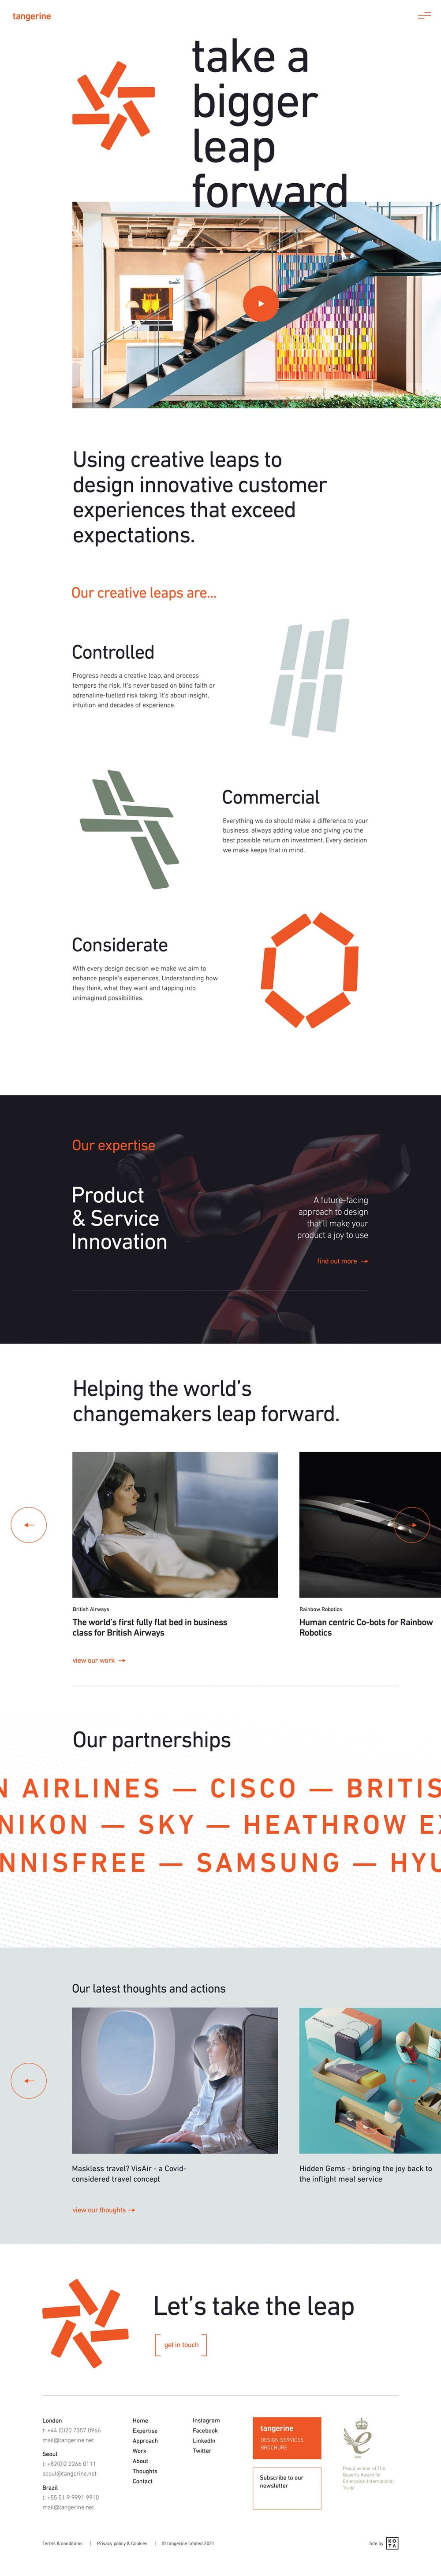 tangerine
take a
bigger
leap
forward
Using creative leaps to
design innovative customer
experiences that exceed
expectations.
Our creative leaps are...
Controlled
Progress needs a creative leap, and process
tempers the risk. It's never based on blind faith or
adrenaline-fuelled risk taking. It's about insight,
intuition and decades of experience.
Commercial
Everything we do should make a difference to your
business, always adding value and giving you the
best possible return on investment. Every decision
we make keeps that in mind.
Considerate
With every design decision we make we aim to
enhance people's experiences. Understanding how
they think, what they want and tapping into
unimagined possibilities.
Our expertise
Product
& Service
Innovation
A future-facing
approach to design
that'll make your
product a joy to use
find out more →
Helping the world's
changemakers leap forward.
British Airways
The world's first fully flat bed in business
class for British Airways
view our work →
Rainbow Robotics
Human centric Co-bots for Rainbow
Robotics
Our partnerships
N AIRLINES — CISCO — BRITIS
NIKON — SKY — HEATHROW EX
NNISFREE — SAMSUNG — HYU
Our latest thoughts and actions
Maskless travel? VisAir - a Covid-
considered travel concept
view our thoughts →
Hidden Gems - bringing the joy back to
the inflight meal service
Let's take the leap
get in touch
London
t: +44 (0)20 7357 0966
mail@tangerine.net
Seoul
t: +82(0)2 2266 0111
seoul@tangerine.net
Brazil
t: +55 51 9 9991 9910
mail@tangerine.net
Home
Expertise
Approach
Work
About
Thoughts
Contact
Instagram
Facebook
LinkedIn
Twitter
tangerine
DESIGN SERVICES
BROCHURE
Subscribe to our
newsletter
Proud winner of The
Queen's Award for
Enterprise International
Trade
Terms & conditions | Privacy policy & Cookies | © tangerine limited 2021
Site by
KO
TA